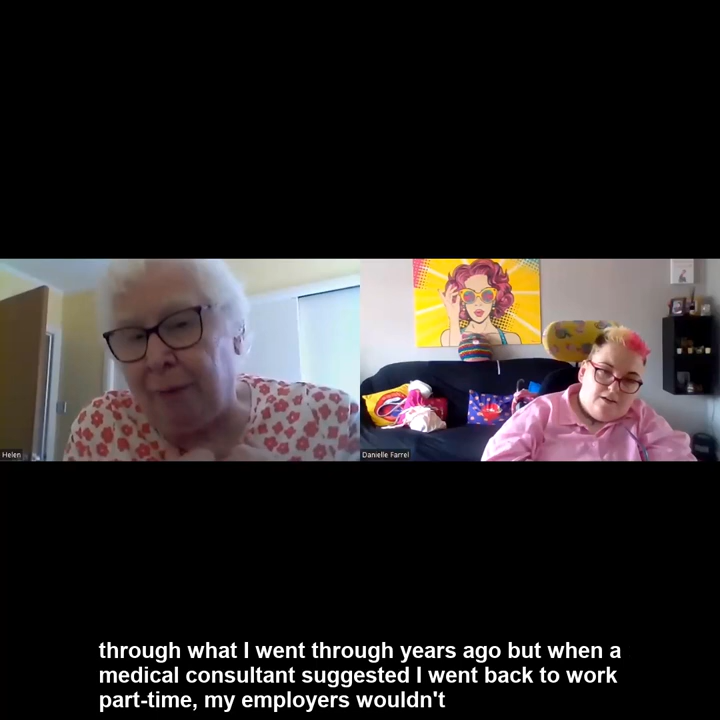 Helen
Danielle Farrel
through what I went through years ago but when a
medical consultant suggested I went back to work
part-time, my employers wouldn't